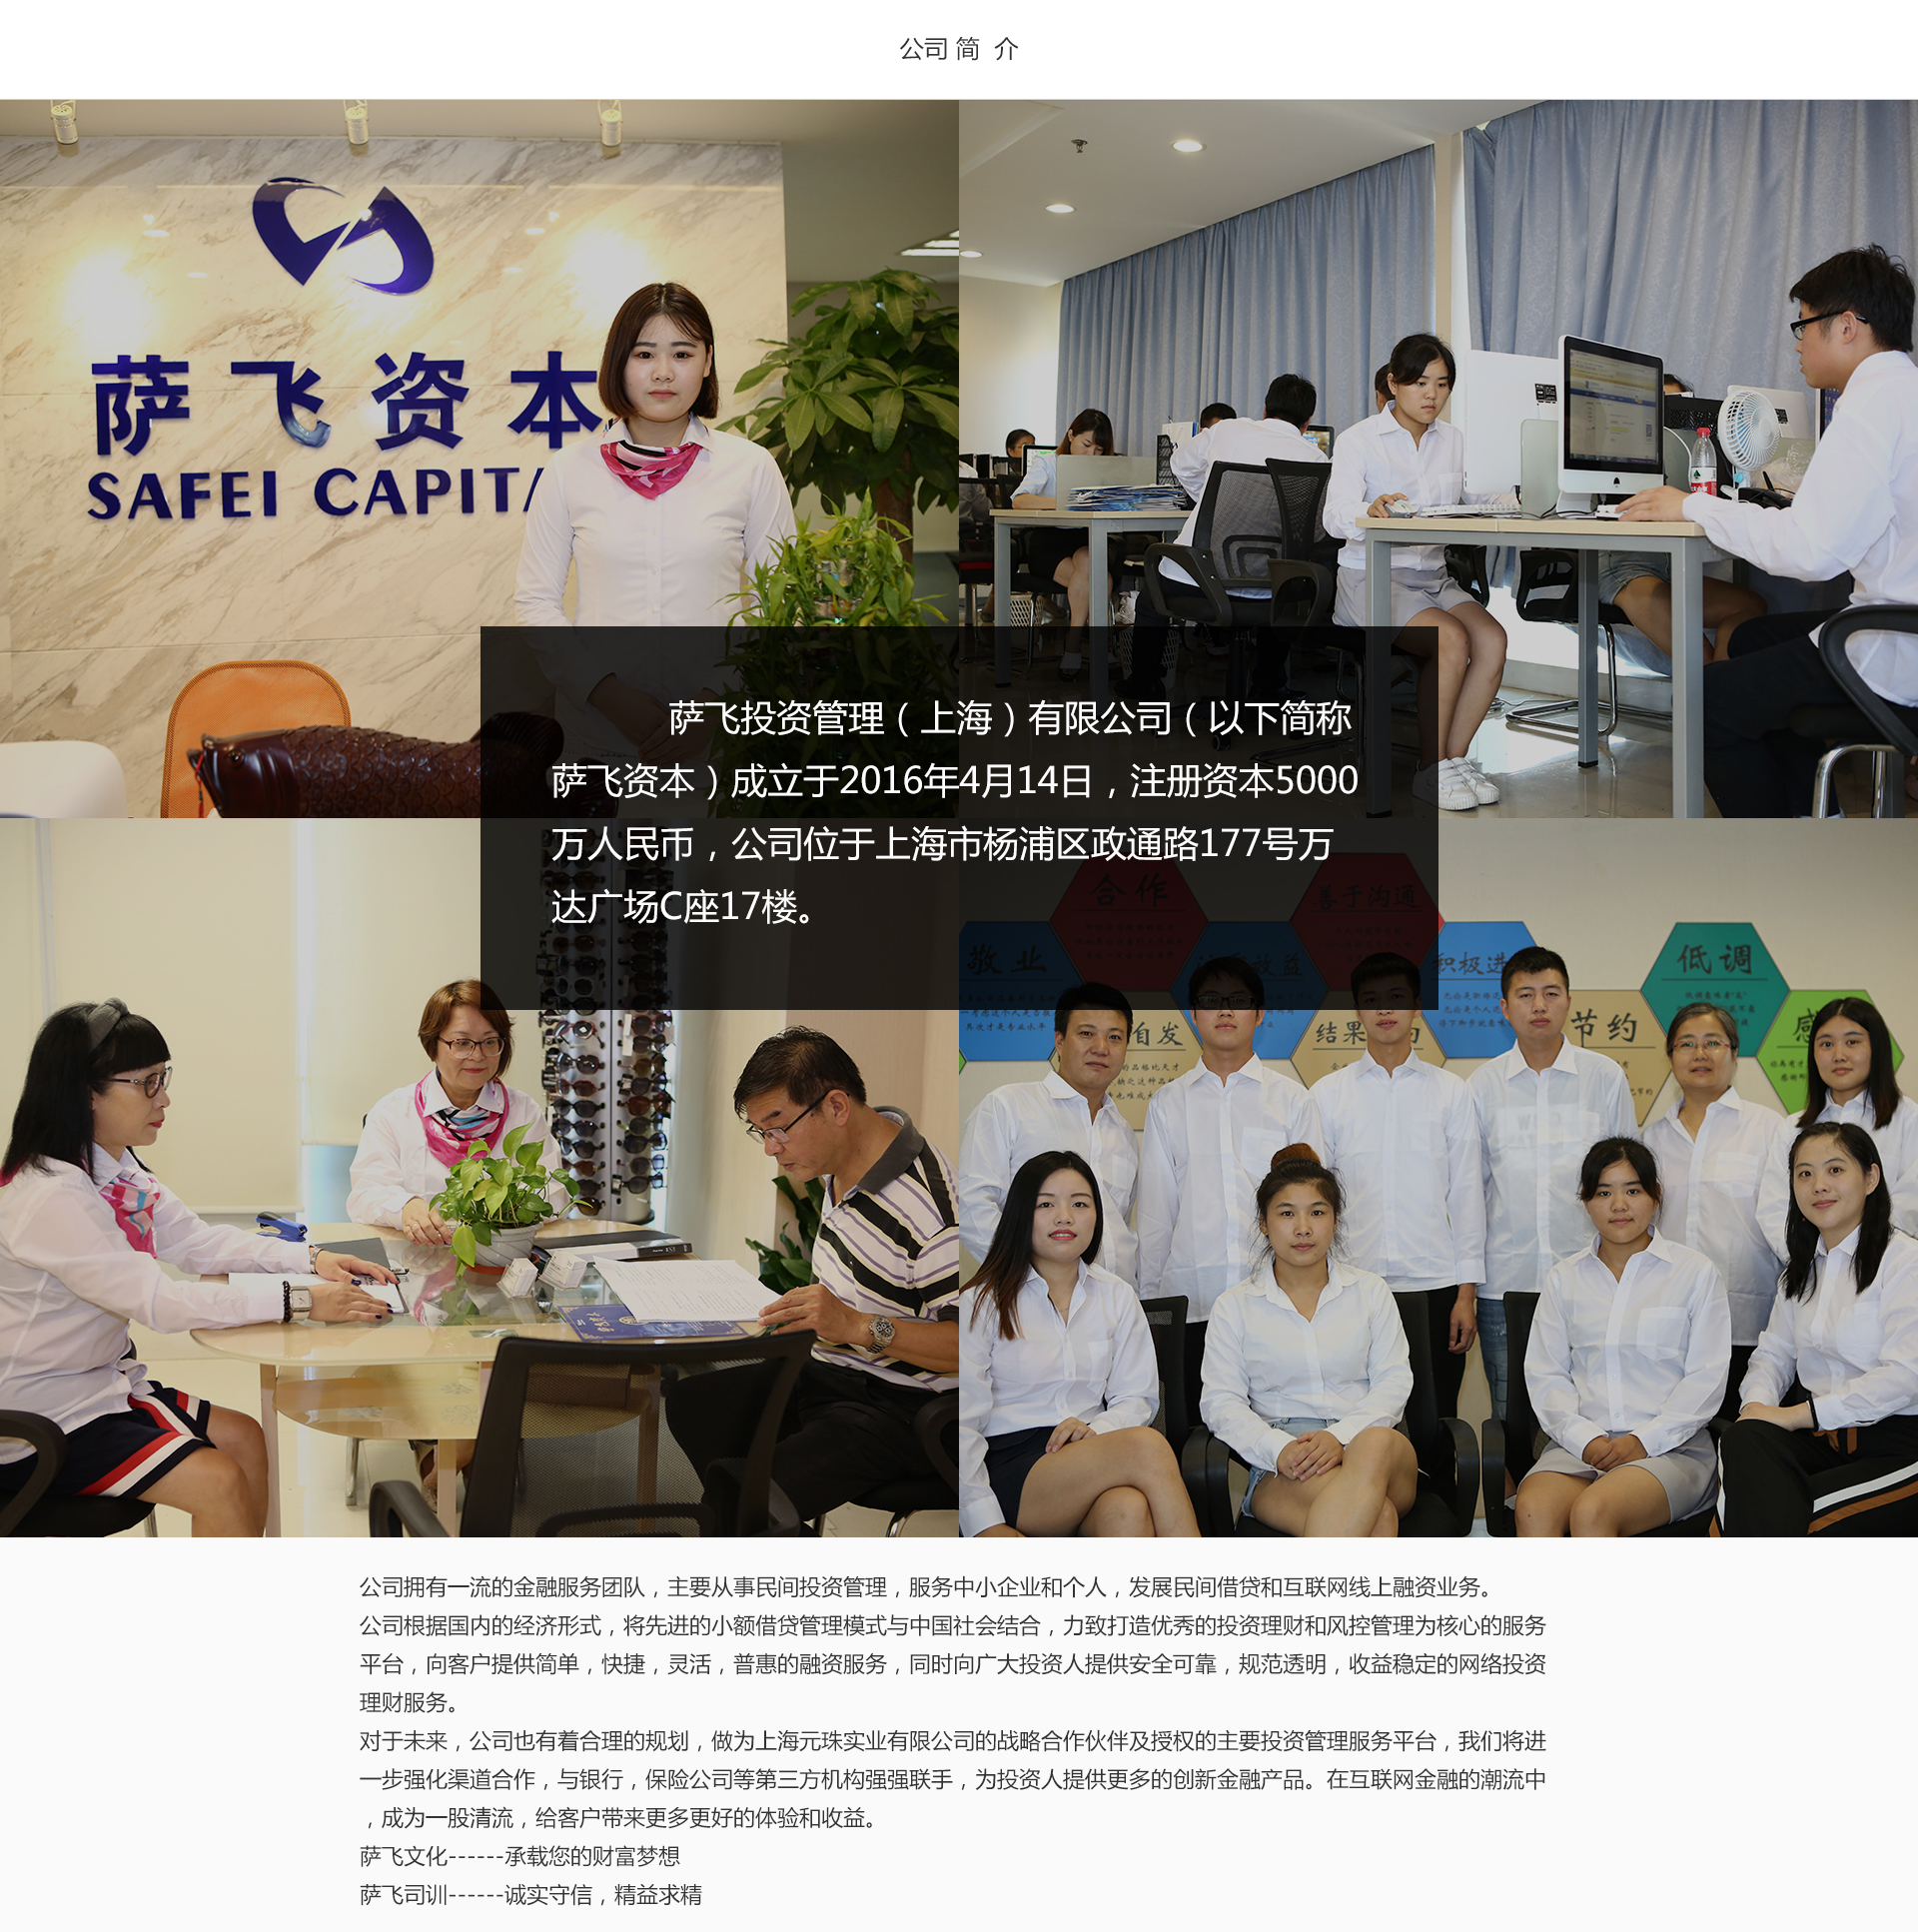 公司简 介
萨飞资本
SAFEI CAPITA
萨飞投资管理（上海）有限公司（以下简称
萨飞资本）成立于2016年4月14日，注册资本5000
万人民币，公司位于上海市杨浦区政通路177号万
达广场C座17楼。
合作
善于沟通
敬业
效益
积极进
低调
自发
结果
节约
感
公司拥有一流的金融服务团队，主要从事民间投资管理，服务中小企业和个人，发展民间借贷和互联网线上融资业务。
公司根据国内的经济形式，将先进的小额借贷管理模式与中国社会结合，力致打造优秀的投资理财和风控管理为核心的服务
平台，向客户提供简单，快捷，灵活，普惠的融资服务，同时向广大投资人提供安全可靠，规范透明，收益稳定的网络投资
理财服务。
对于未来，公司也有着合理的规划，做为上海元珠实业有限公司的战略合作伙伴及授权的主要投资管理服务平台，我们将进
一步强化渠道合作，与银行，保险公司等第三方机构强强联手，为投资人提供更多的创新金融产品。在互联网金融的潮流中
，成为一股清流，给客户带来更多更好的体验和收益。
萨飞文化------承载您的财富梦想
萨飞司训------诚实守信，精益求精